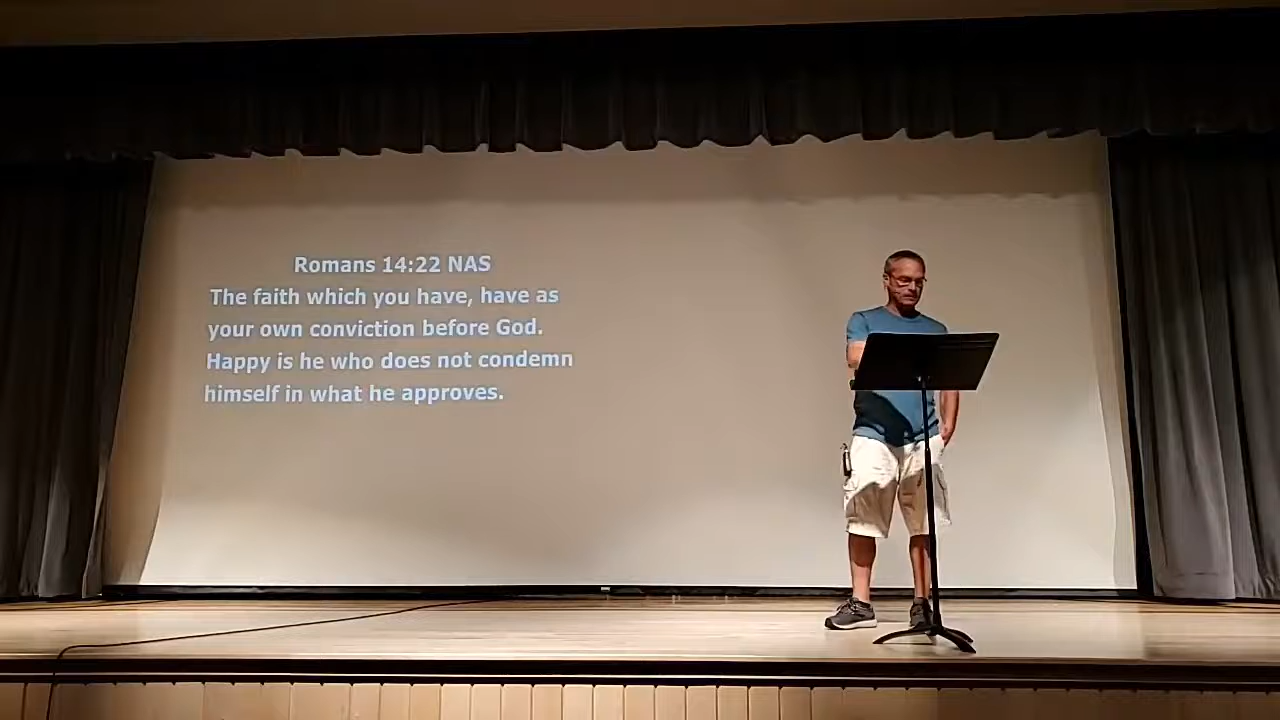 Romans 14:22 NAS
The faith which you have, have as
your own conviction before God.
Happy is he who does not condemn
himself in what he approves.